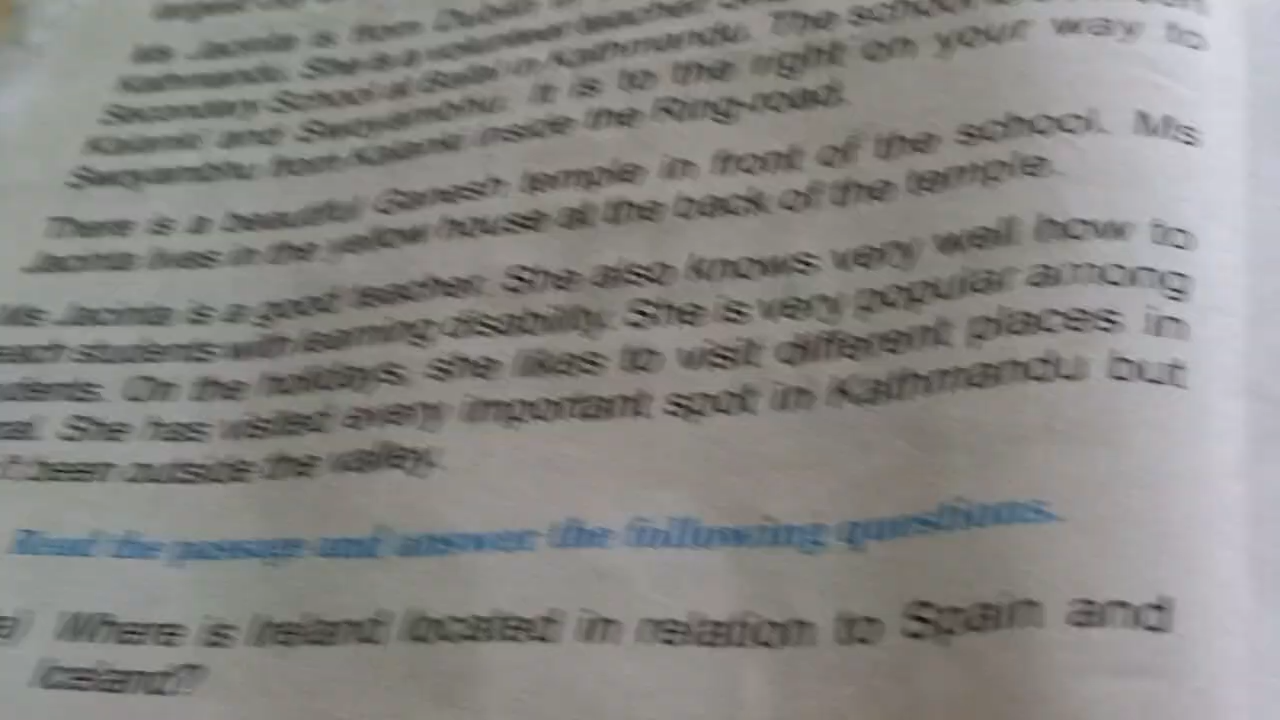 Ms Jacinta is from Dublin
Kathmandu. She is a volunteer teacher.
Secondary School at Balaju in Kathmandu. The school
Kalanki and Swoyambhu. It is to the right on your way to
Swoyambhu from Kalanki inside the Ring-road.
There is a beautiful Ganesh temple in front of the school. Ms
Jacinta lives in the yellow house at the back of the temple.
Ms Jacinta is a good teacher. She also knows very well how to
each students with learning disability. She is very popular among
udents. On the holidays, she likes to visit different places in
al. She has visited every important spot in Kathmandu but
't been outside the valley.
Read the passage and answer the following questions.
a) Where is Ireland located in relation to Spain and
Iceland?